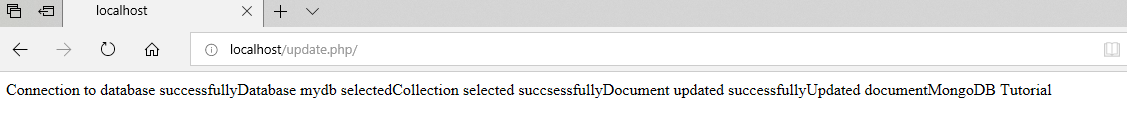 localhost
localhost/update.php/
Connection to database successfullyDatabase mydb selectedCollection selected succsessfullyDocument updated successfullyUpdated documentMongoDB Tutorial